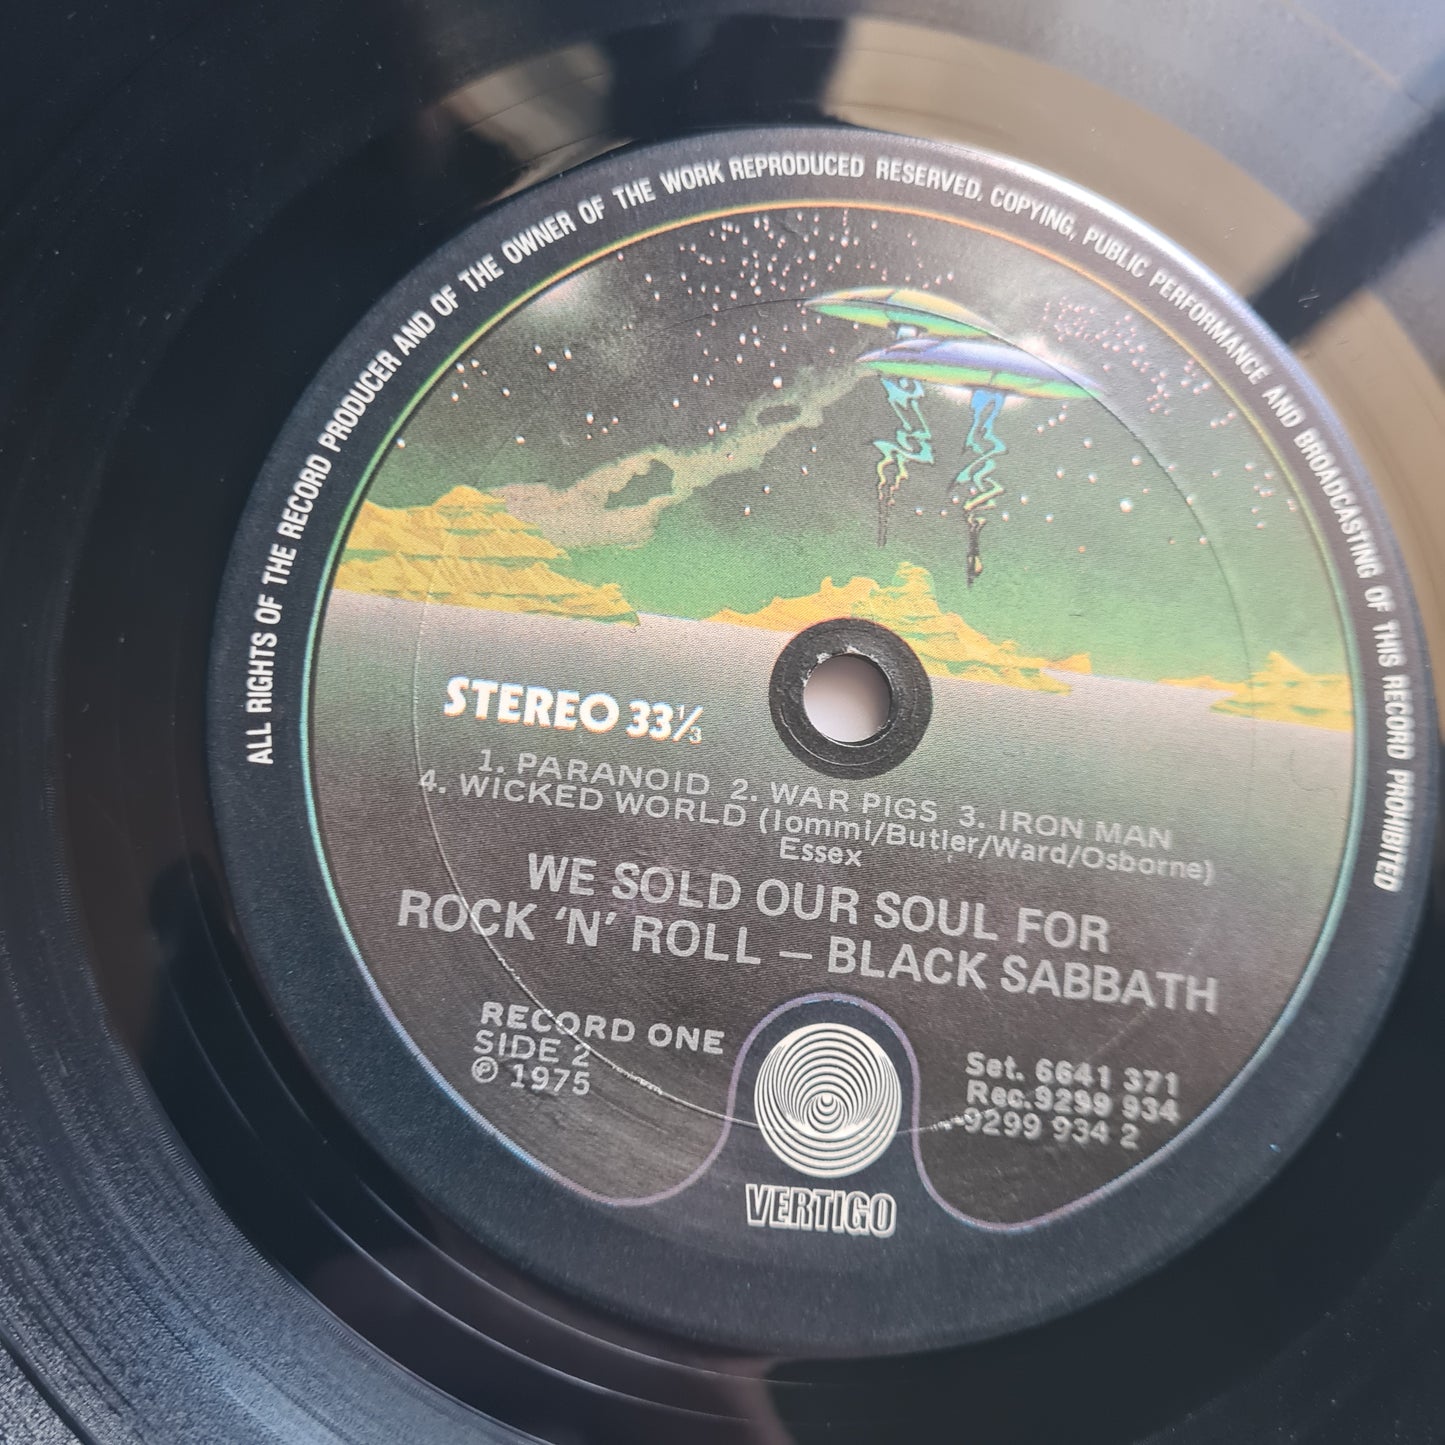 ALL RIGHTS OF THE RECORD PRODUCER AND OF THE OWNER OF THE WORK REPRODUCED RESERVED. COPYING, PUBLIC PERFORMANCE AND BROADCASTING OF THIS RECORD PROHIBITED
STEREO 33⅓
1. PARANOID 2. WAR PIGS 3. IRON MAN
4. WICKED WORLD (Iommi/Butler/Ward/Osborne)
Essex
WE SOLD OUR SOUL FOR
ROCK 'N' ROLL – BLACK SABBATH
RECORD ONE
SIDE 2
℗ 1975
Set. 6641 371
Rec. 9299 934
9299 934 2
VERTIGO